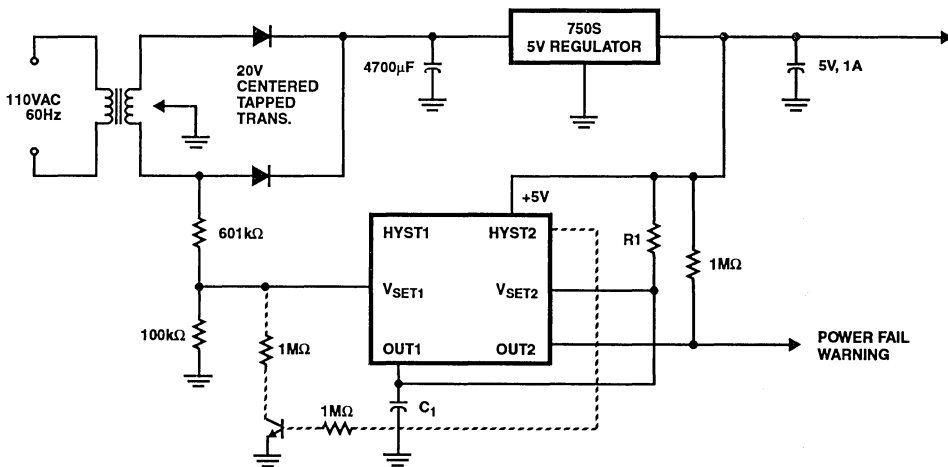 750S
5V REGULATOR
4700µF
5V, 1A
110VAC
60Hz
20V
CENTERED
TAPPED
TRANS.
+5V
601kΩ
HYST1
HYST2
R1
1MΩ
VSET1
VSET2
100kΩ
1MΩ
OUT1
OUT2
POWER FAIL
WARNING
C1
1MΩ